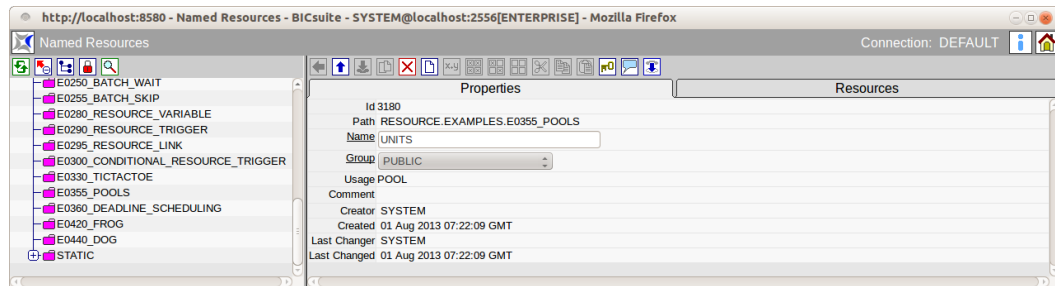 http://localhost:8580 - Named Resources - BICsuite - SYSTEM@localhost:2556[ENTERPRISE] - Mozilla Firefox
Named Resources
Connection: DEFAULT
E0250_BATCH_WAIT
E0255_BATCH_SKIP
E0280_RESOURCE_VARIABLE
E0290_RESOURCE_TRIGGER
E0295_RESOURCE_LINK
E0300_CONDITIONAL_RESOURCE_TRIGGER
E0330_TICTACTOE
E0355_POOLS
E0360_DEADLINE_SCHEDULING
E0420_FROG
E0440_DOG
STATIC
x,y
Properties
Resources
Id 3180
Path RESOURCE.EXAMPLES.E0355_POOLS
Name UNITS
Group PUBLIC
Usage POOL
Comment
Creator SYSTEM
Created 01 Aug 2013 07:22:09 GMT
Last Changer SYSTEM
Last Changed 01 Aug 2013 07:22:09 GMT